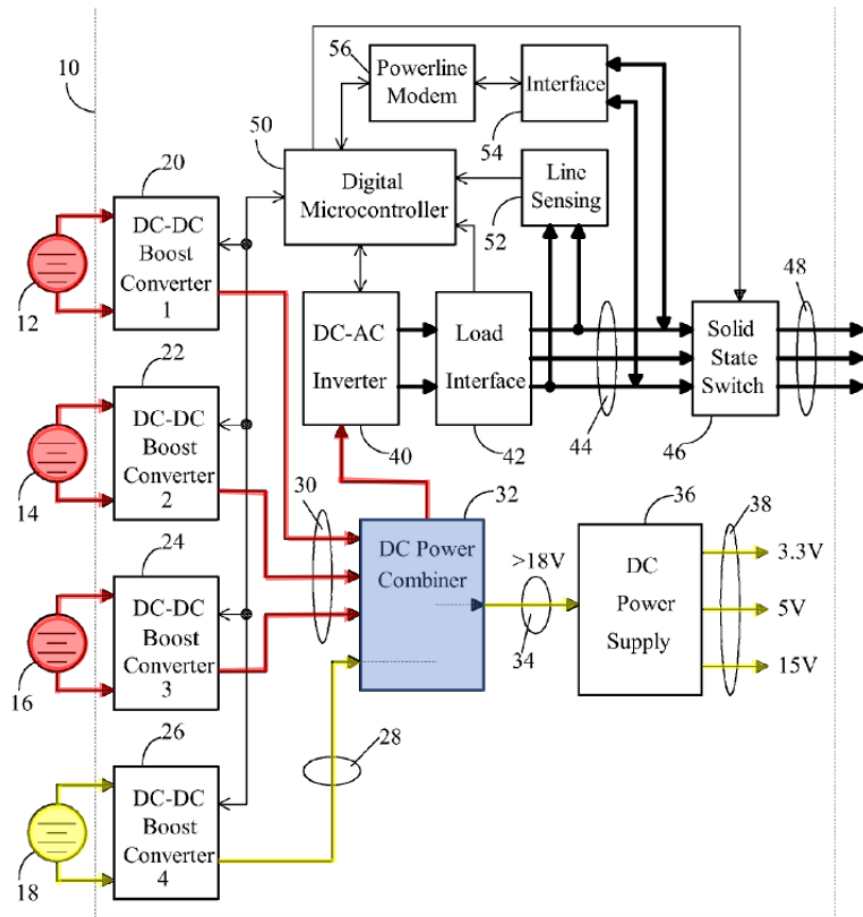 56
Powerline
Modem
Interface
10
50
54
20
Digital
Microcontroller
Line
Sensing
52
DC-DC
Boost
Converter
1
12
48
22
DC-AC
Inverter
Load
Interface
Solid
State
Switch
DC-DC
Boost
Converter
2
14
40
42
44
46
30
32
36
38
24
DC Power
Combiner
>18V
34
DC
Power
Supply
3.3V
5V
15V
DC-DC
Boost
Converter
3
16
26
28
DC-DC
Boost
Converter
4
18